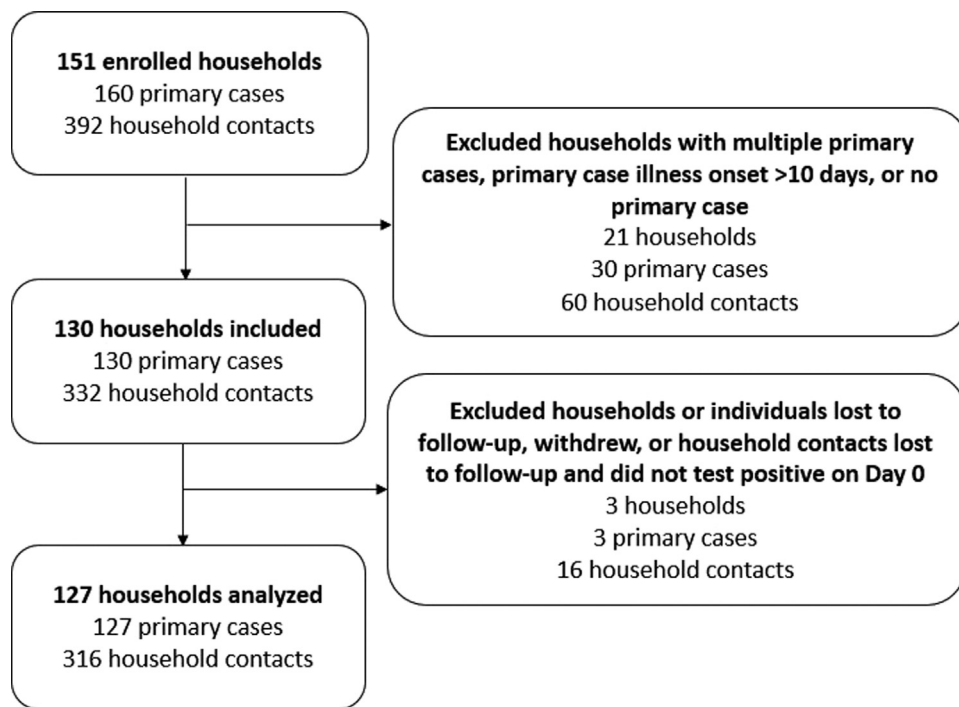 151 enrolled households
160 primary cases
392 household contacts
Excluded households with multiple primary
cases, primary case illness onset >10 days, or no
primary case
21 households
30 primary cases
60 household contacts
130 households included
130 primary cases
332 household contacts
Excluded households or individuals lost to
follow-up, withdrew, or household contacts lost
to follow-up and did not test positive on Day 0
3 households
3 primary cases
16 household contacts
127 households analyzed
127 primary cases
316 household contacts